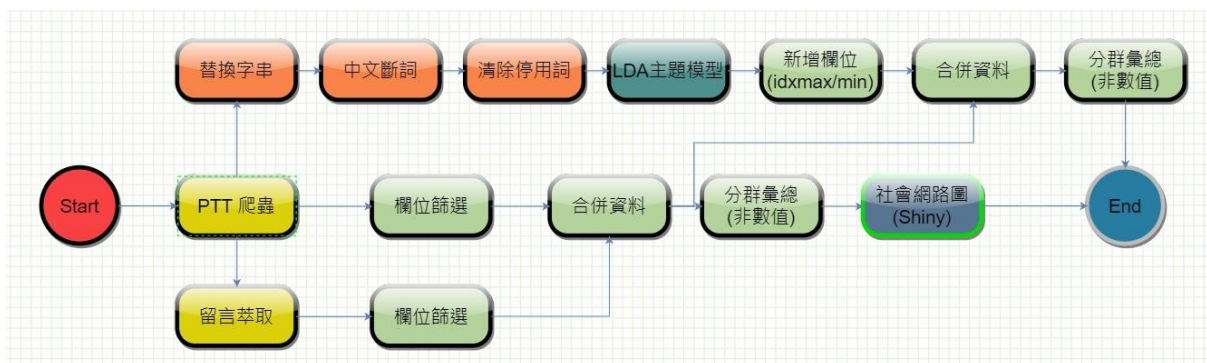 替換字串
中文斷詞
清除停用詞
LDA主題模型
新增欄位
(idxmax/min)
合併資料
分群彙總
(非數值)
Start
PTT 爬蟲
欄位篩選
合併資料
分群彙總
(非數值)
社會網路圖
(Shiny)
End
留言萃取
欄位篩選